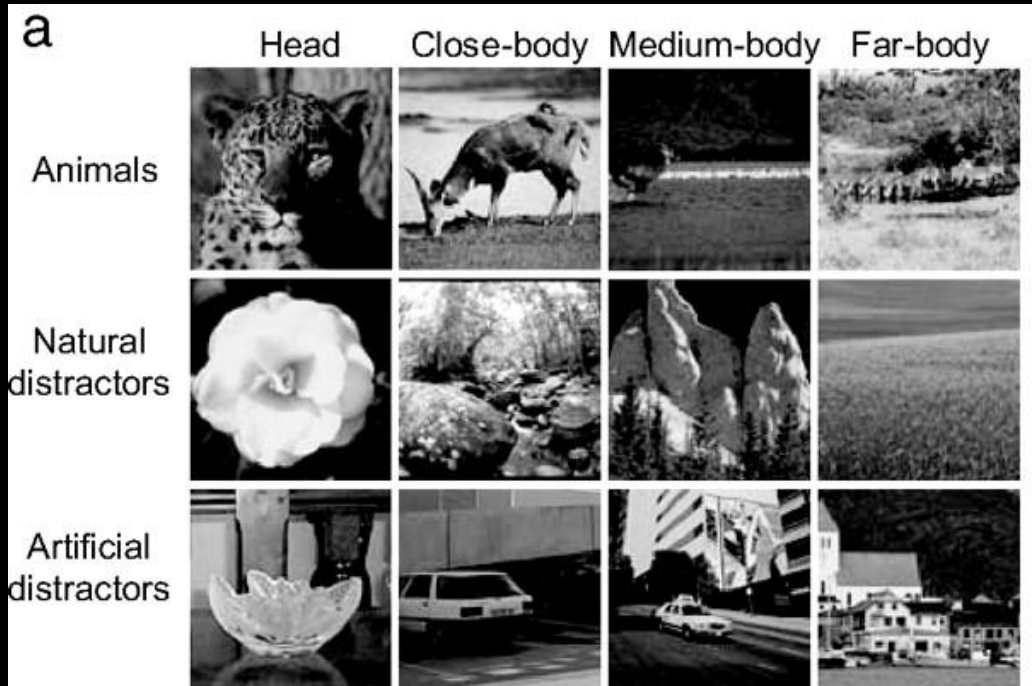 a
Head Close-body Medium-body Far-body
Animals
Natural
distractors
Artificial
distractors